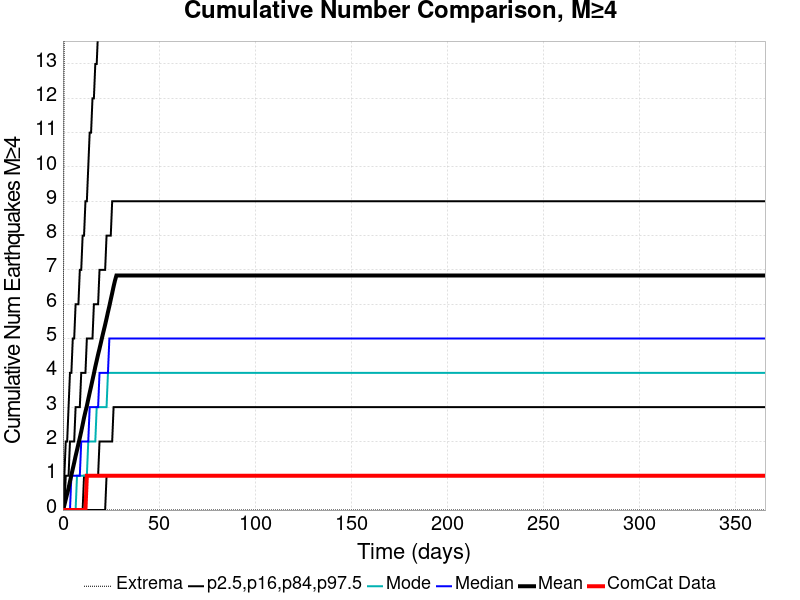 Cumulative Number Comparison, M≥4
Cumulative Num Earthquakes M≥4
13
12
11
10
9
8
7
6
5
4
3
2
1
0
0 50 100 150 200 250 300 350
Time (days)
Extrema p2.5,p16,p84,p97.5 Mode Median Mean ComCat Data